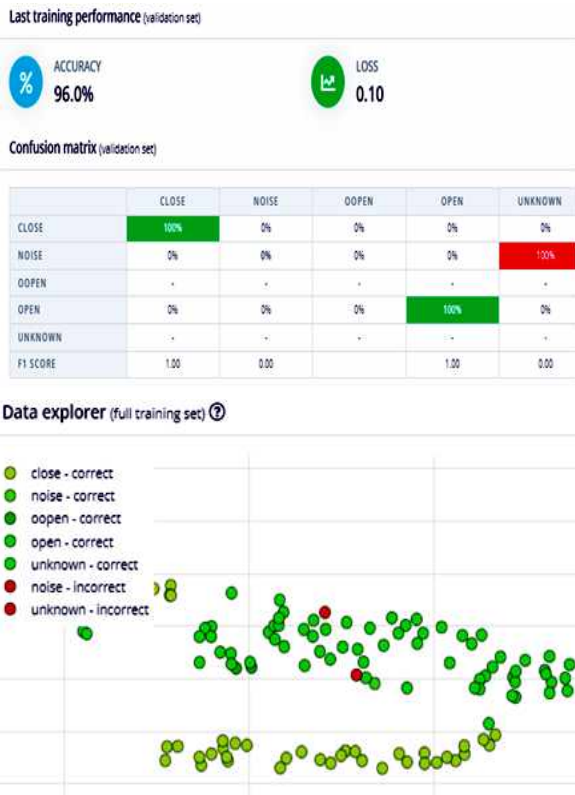 Last training performance (validation set)
% ACCURACY 96.0% LOSS 0.10
Confusion matrix (validation set)
CLOSE NOISE OOPEN OPEN UNKNOWN
CLOSE 100% 0% 0% 0% 0%
NOISE 0% 0% 0% 0% 100%
OOPEN - - - - -
OPEN 0% 0% 0% 100% 0%
UNKNOWN - - - - -
F1 SCORE 1.00 0.00 1.00 0.00
Data explorer (full training set) ?
close - correct
noise - correct
oopen - correct
open - correct
unknown - correct
noise - incorrect
unknown - incorrect